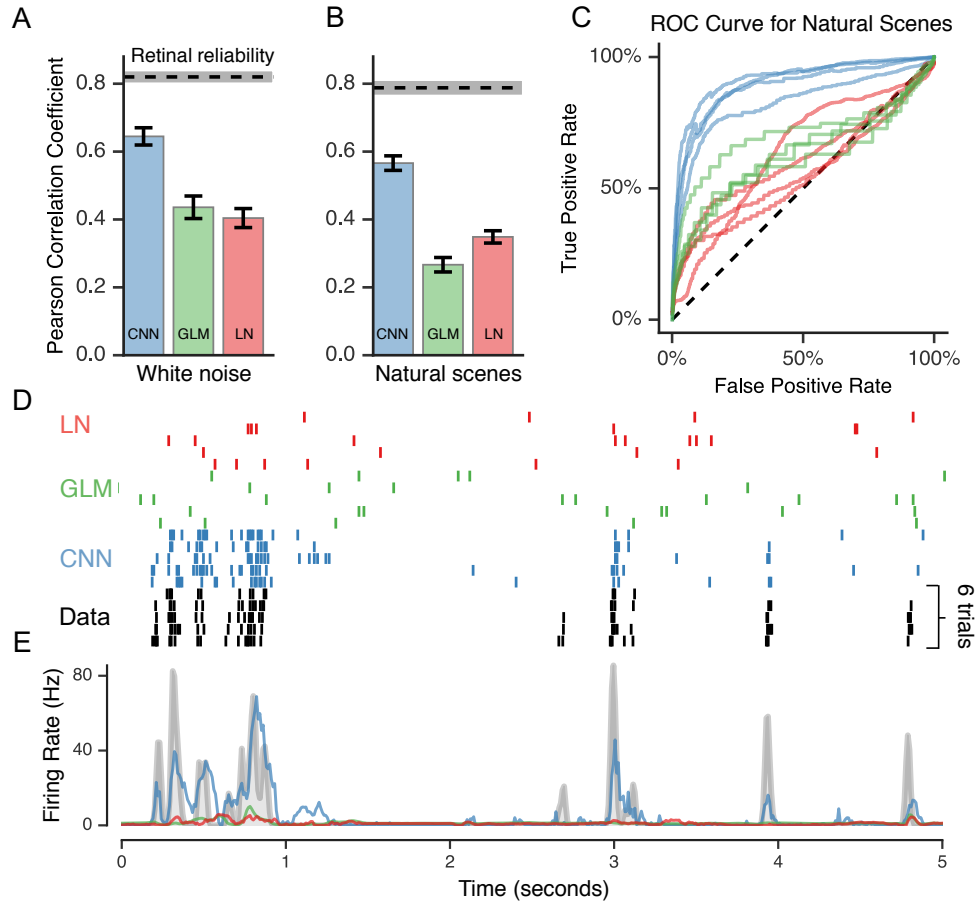 A
B
C
ROC Curve for Natural Scenes
Retinal reliability
Pearson Correlation Coefficient
0.8
0.6
0.4
0.2
0.0
CNN
GLM
LN
White noise
0.8
0.6
0.4
0.2
0.0
CNN
GLM
LN
Natural scenes
True Positive Rate
100%
50%
0%
0%
50%
100%
False Positive Rate
D
LN
GLM
CNN
Data
6 trials
E
Firing Rate (Hz)
80
40
0
0
1
2
3
4
5
Time (seconds)